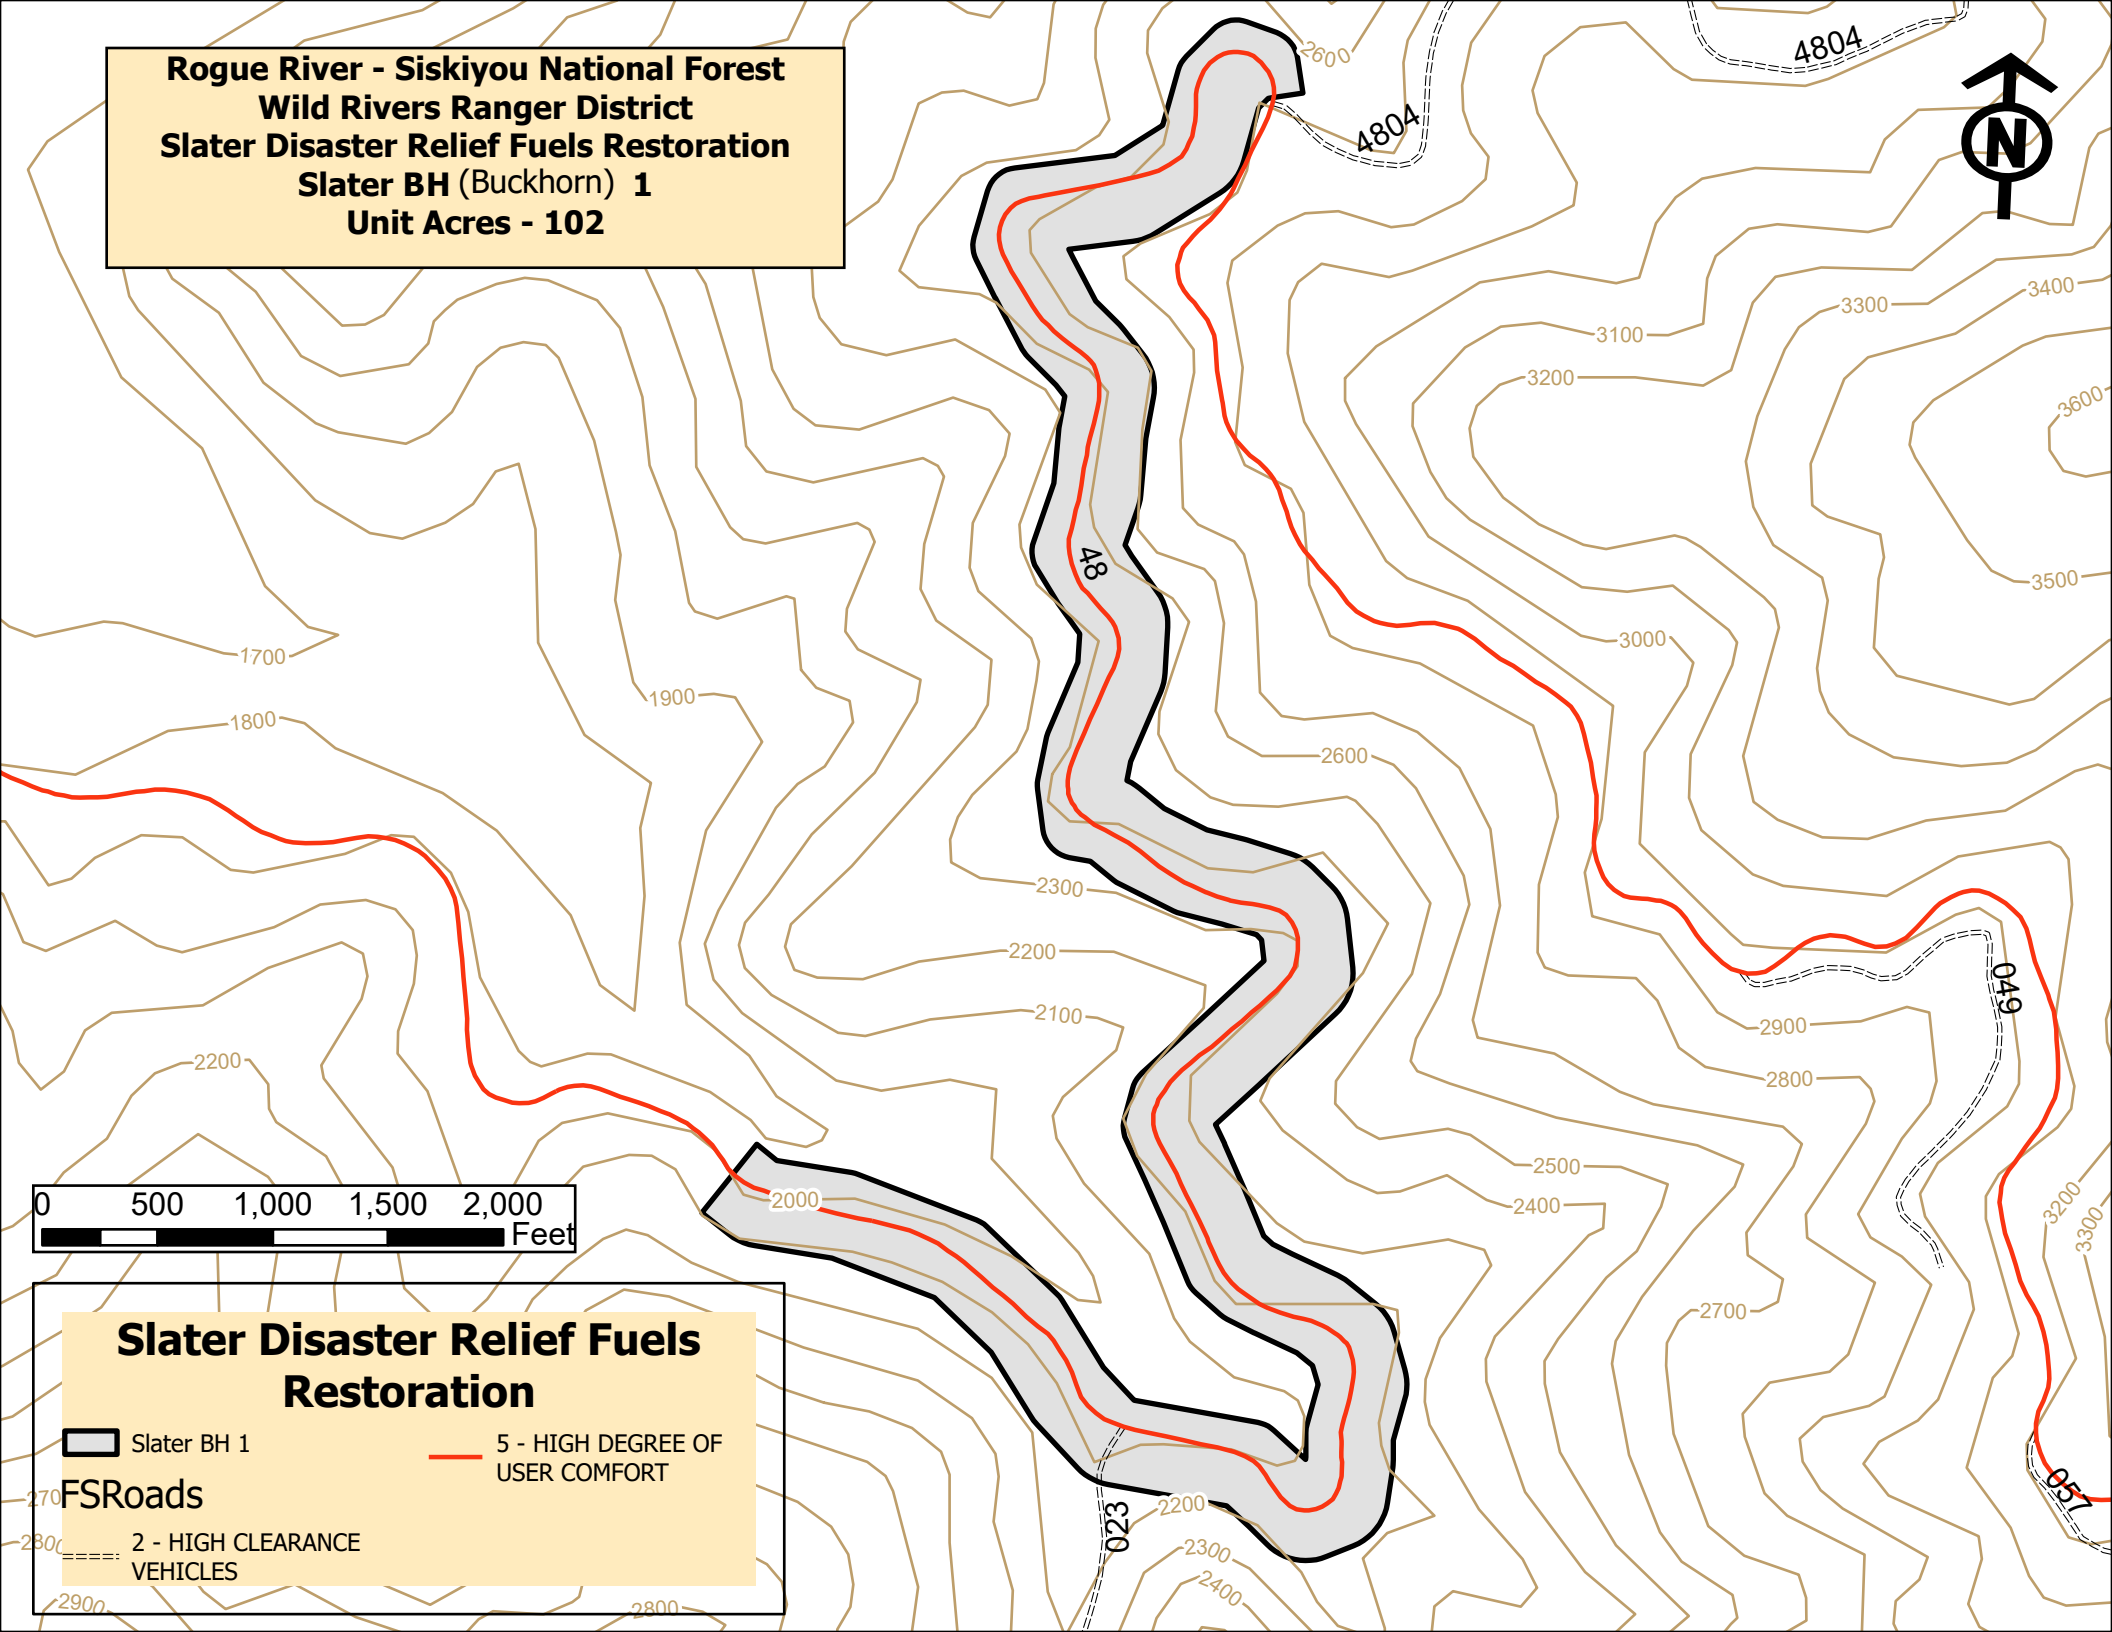 Rogue River - Siskiyou National Forest
Wild Rivers Ranger District
Slater Disaster Relief Fuels Restoration
Slater BH (Buckhorn) 1
Unit Acres - 102
2600
4804
4804
N
3400
3300
3100
3200
3600
48
3500
3000
1700
1900
1800
2600
2300
2200
049
2100
2900
2200
2800
2500
2000
2400
3200
3300
2700
0 500 1,000 1,500 2,000
Feet
Slater Disaster Relief Fuels
Restoration
Slater BH 1
5 - HIGH DEGREE OF
USER COMFORT
FSRoads
2 - HIGH CLEARANCE
VEHICLES
270
2800
2900
2800
023
2200
2300
2400
057